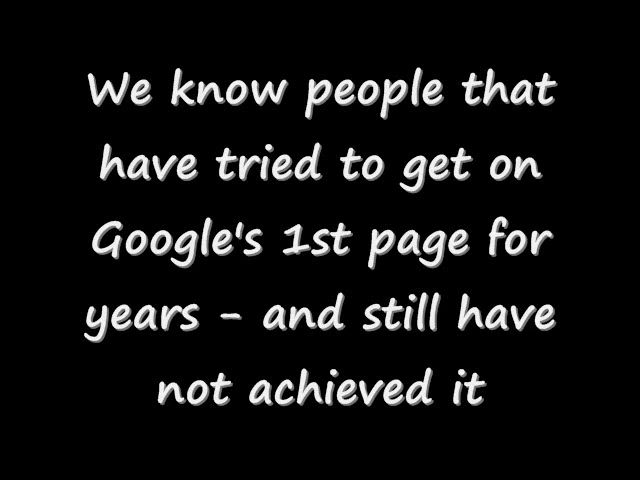 We know people that
have tried to get on
Google's 1st page for
years - and still have
not achieved it